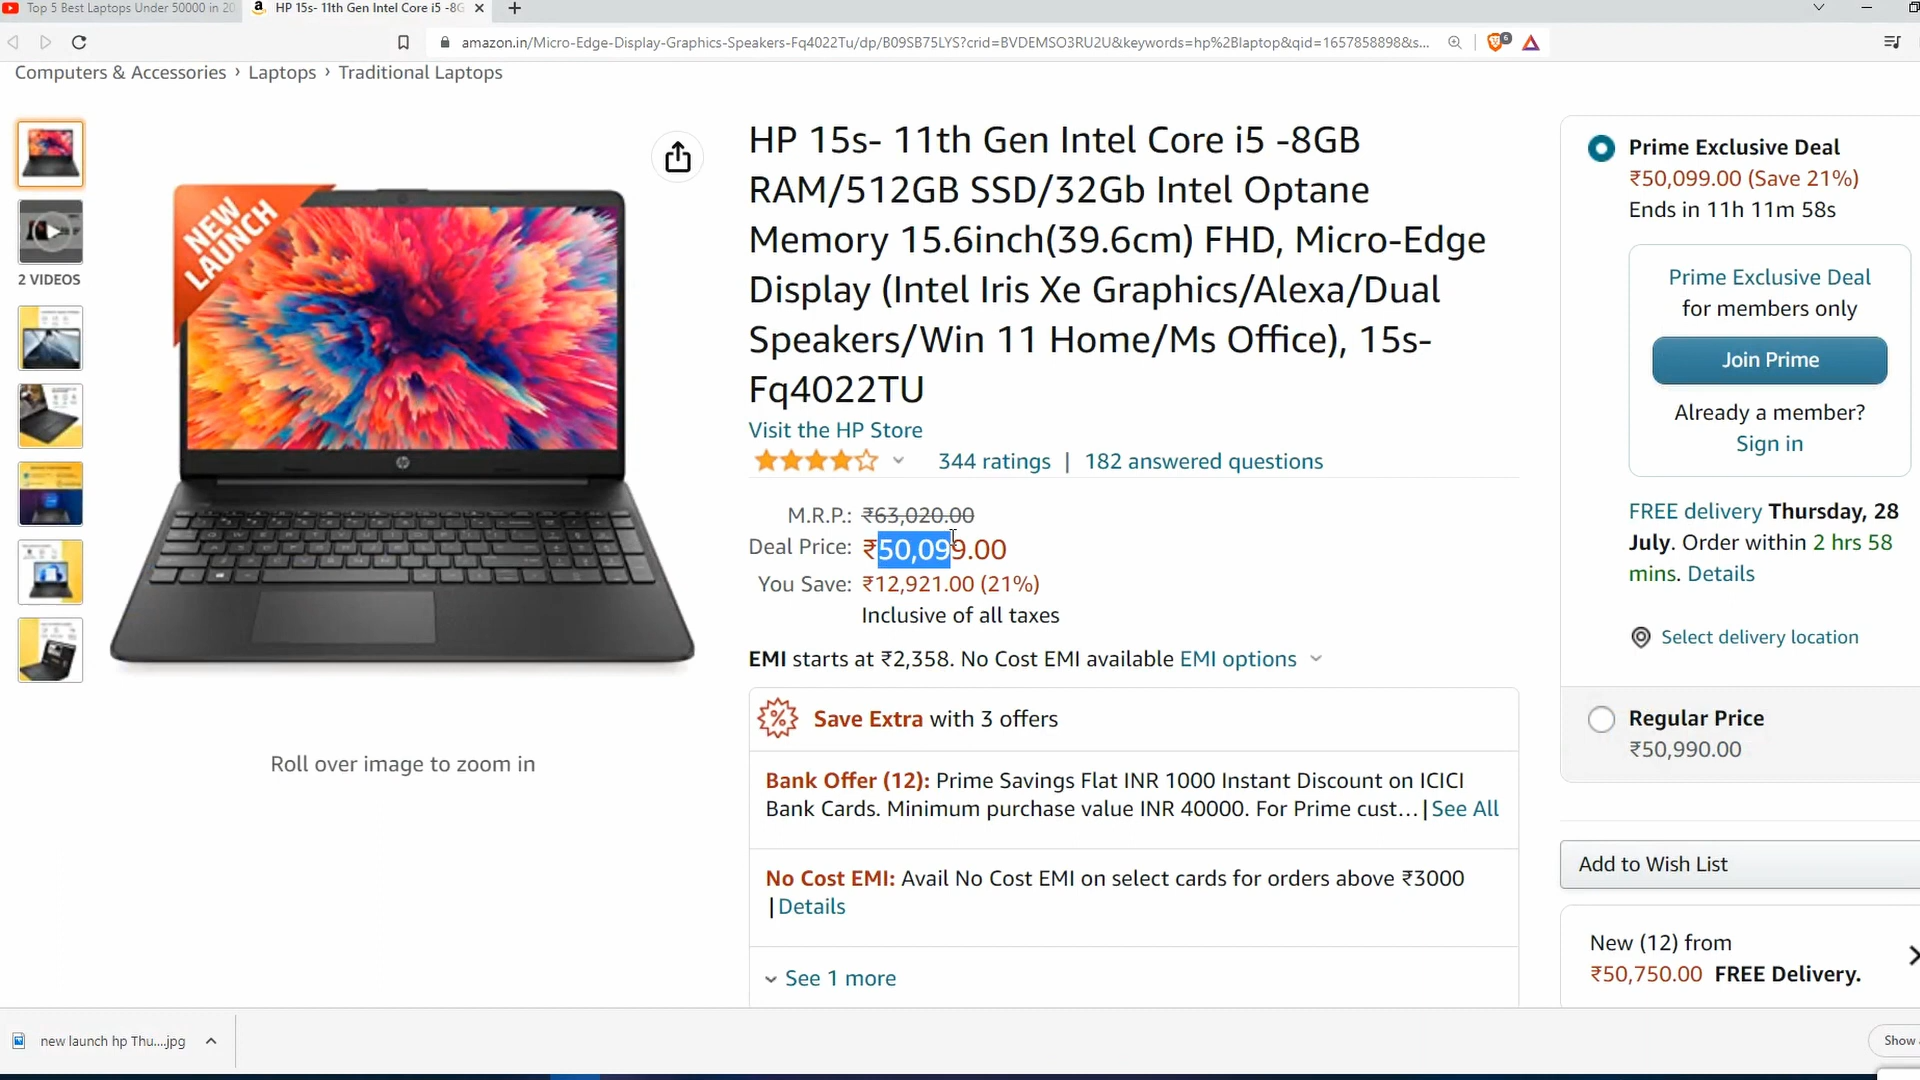 Top 5 Best Laptops Under 50000 in 20
HP 15s- 11th Gen Intel Core i5 -8G
amazon.in/Micro-Edge-Display-Graphics-Speakers-Fq4022Tu/dp/B09SB75LYS?crid=BVDEMSO3RU2U&keywords=hp%2Blaptop&qid=1657858898&s...
6
Computers & Accessories › Laptops › Traditional Laptops
2 VIDEOS
NEW
LAUNCH
hp
Roll over image to zoom in
HP 15s- 11th Gen Intel Core i5 -8GB
RAM/512GB SSD/32Gb Intel Optane
Memory 15.6inch(39.6cm) FHD, Micro-Edge
Display (Intel Iris Xe Graphics/Alexa/Dual
Speakers/Win 11 Home/Ms Office), 15s-
Fq4022TU
Visit the HP Store
344 ratings | 182 answered questions
M.R.P.: ₹63,020.00
Deal Price: ₹50,099.00
You Save: ₹12,921.00 (21%)
Inclusive of all taxes
EMI starts at ₹2,358. No Cost EMI available EMI options
% Save Extra with 3 offers
Bank Offer (12): Prime Savings Flat INR 1000 Instant Discount on ICICI
Bank Cards. Minimum purchase value INR 40000. For Prime cust... | See All
No Cost EMI: Avail No Cost EMI on select cards for orders above ₹3000
| Details
See 1 more
Prime Exclusive Deal
₹50,099.00 (Save 21%)
Ends in 11h 11m 58s
Prime Exclusive Deal
for members only
Join Prime
Already a member?
Sign in
FREE delivery Thursday, 28
July. Order within 2 hrs 58
mins. Details
Select delivery location
Regular Price
₹50,990.00
Add to Wish List
New (12) from
₹50,750.00 FREE Delivery.
new launch hp Thu....jpg
Show